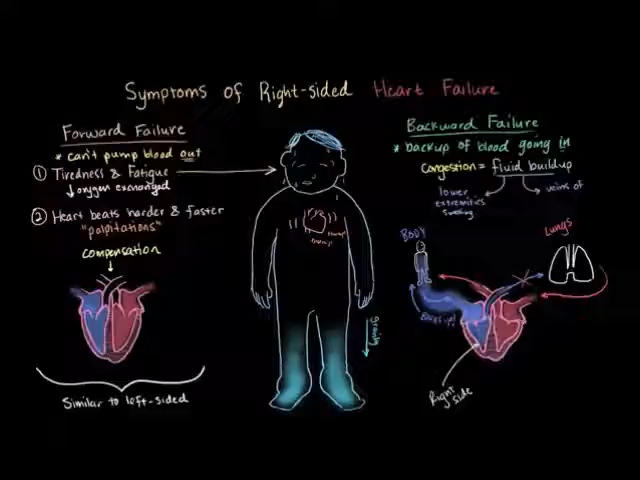 Symptoms of Right-sided Heart Failure
Forward Failure
* can't pump blood out
① Tiredness & Fatigue
↓oxygen exchanged
② Heart beats harder & faster
"palpitations"
compensation
Similar to left-sided
gravity
Backward Failure
* backup of blood going in
congestion = fluid buildup
lower
extremities
swelling
veins of
BODY
Lungs
Right
side